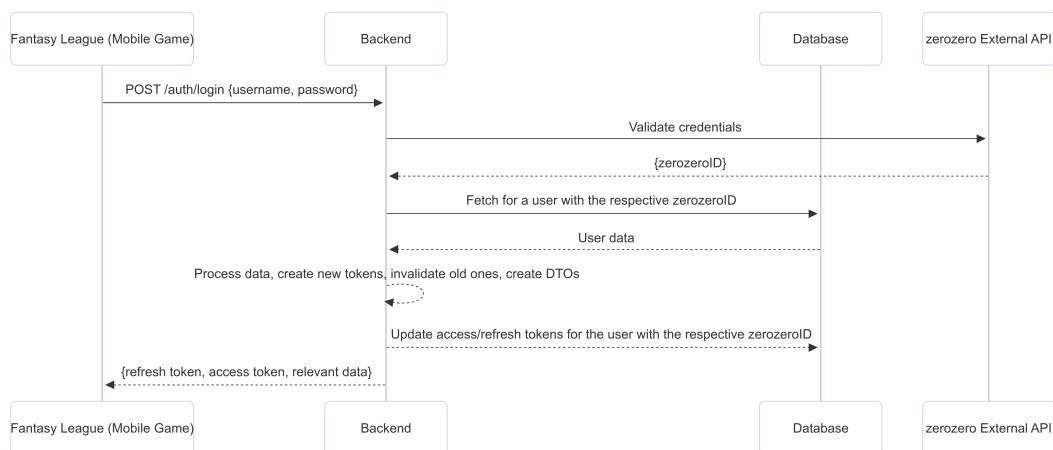 Fantasy League (Mobile Game)
Backend
Database
zerozero External API
POST /auth/login {username, password}
Validate credentials
{zerozeroID}
Fetch for a user with the respective zerozeroID
User data
Process data, create new tokens, invalidate old ones, create DTOs
Update access/refresh tokens for the user with the respective zerozeroID
{refresh token, access token, relevant data}
Fantasy League (Mobile Game)
Backend
Database
zerozero External API